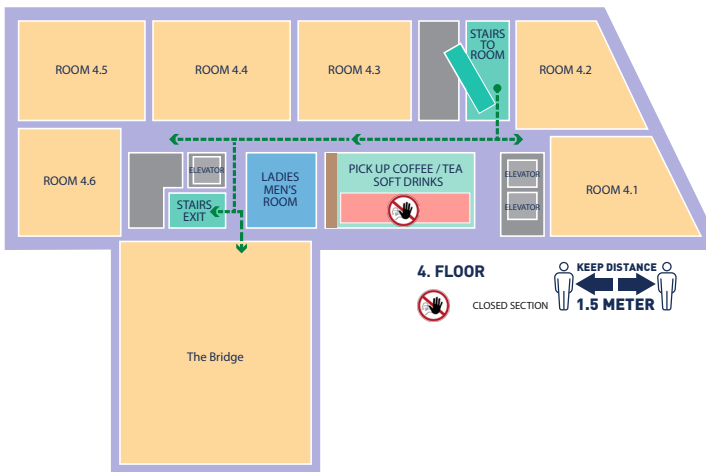 ROOM 4.5
ROOM 4.4
ROOM 4.3
STAIRS
TO
ROOM
ROOM 4.2
ROOM 4.6
ELEVATOR
STAIRS
EXIT
LADIES
MEN'S
ROOM
PICK UP COFFEE / TEA
SOFT DRINKS
ELEVATOR
ELEVATOR
ROOM 4.1
The Bridge
4. FLOOR
CLOSED SECTION
KEEP DISTANCE
1.5 METER